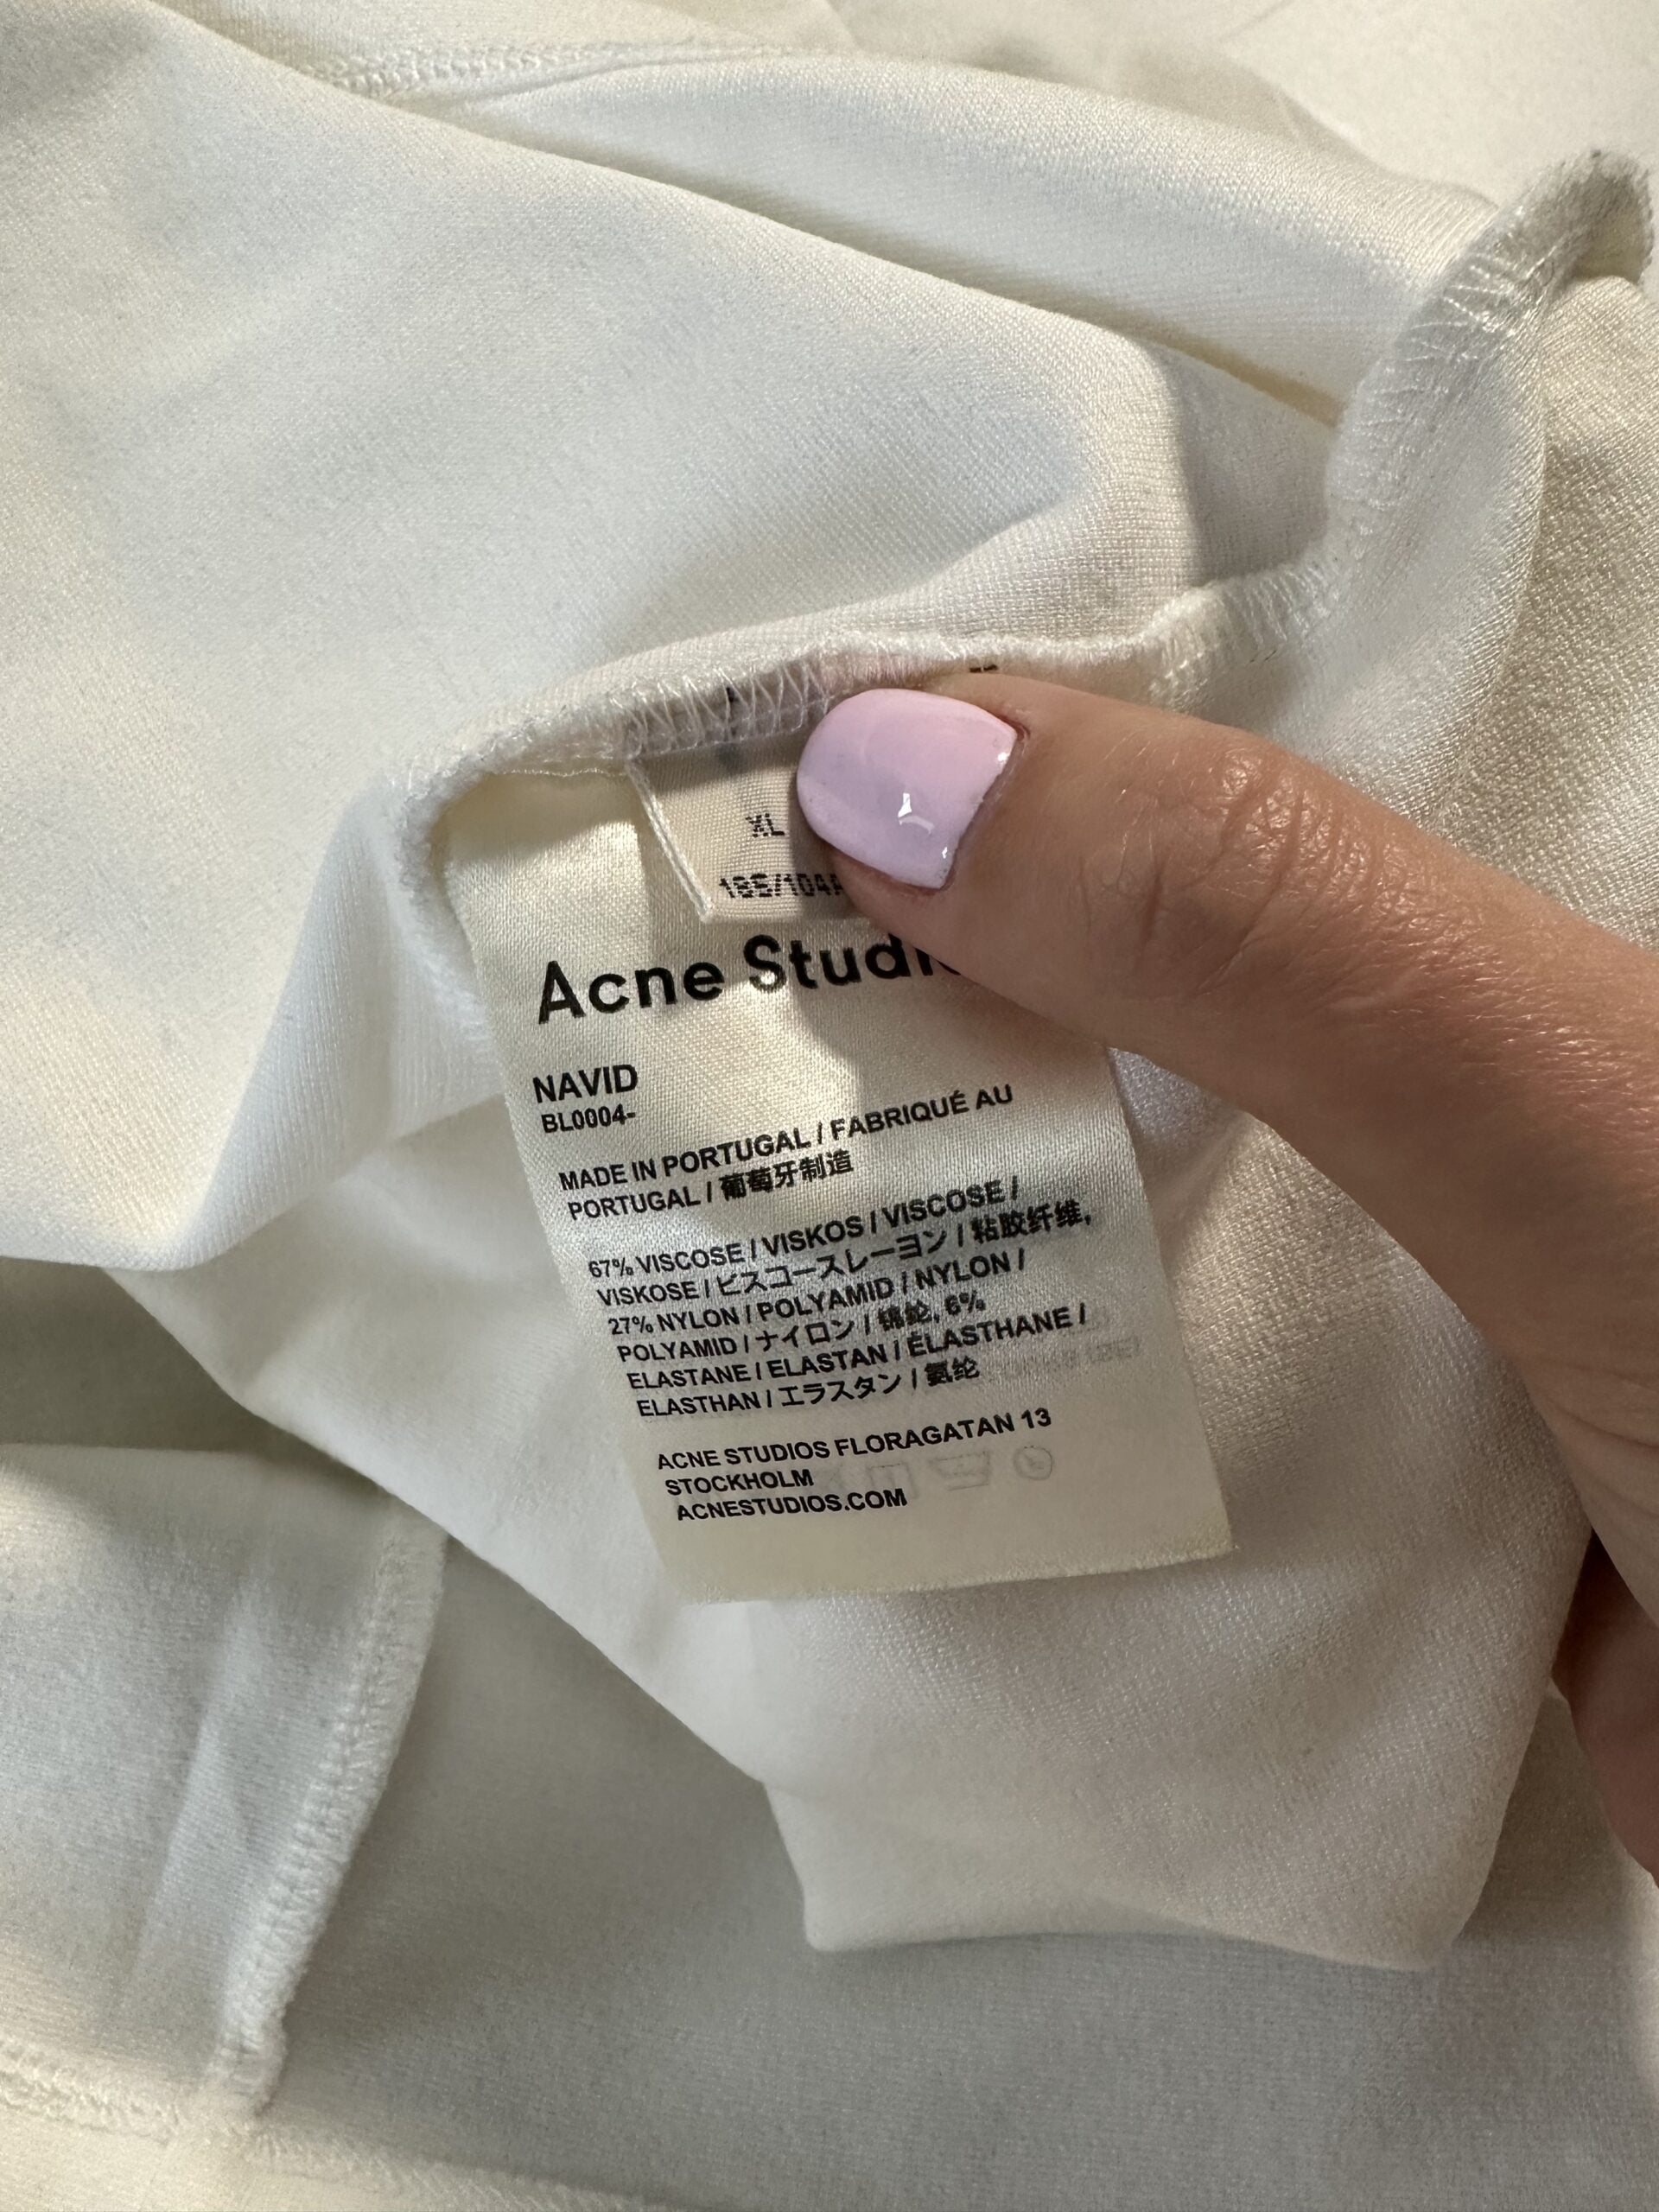 XL
Acne
NAVID
BL0004-
MADE IN PORTUGAL / FABRIQUÉ AU
PORTUGAL / 葡萄牙制造
67% VISCOSE / VISKOS / VISCOSE /
VISKOSE / ビスコースレーヨン / 粘胶纤维,
27% NYLON / POLYAMID / NYLON /
POLYAMID / ナイロン / 锦纶, 6%
ELASTANE / ELASTAN / ÉLASTHANE /
ELASTHAN / エラスタン / 氨纶
ACNE STUDIOS FLORAGATAN 13
STOCKHOLM
ACNESTUDIOS.COM